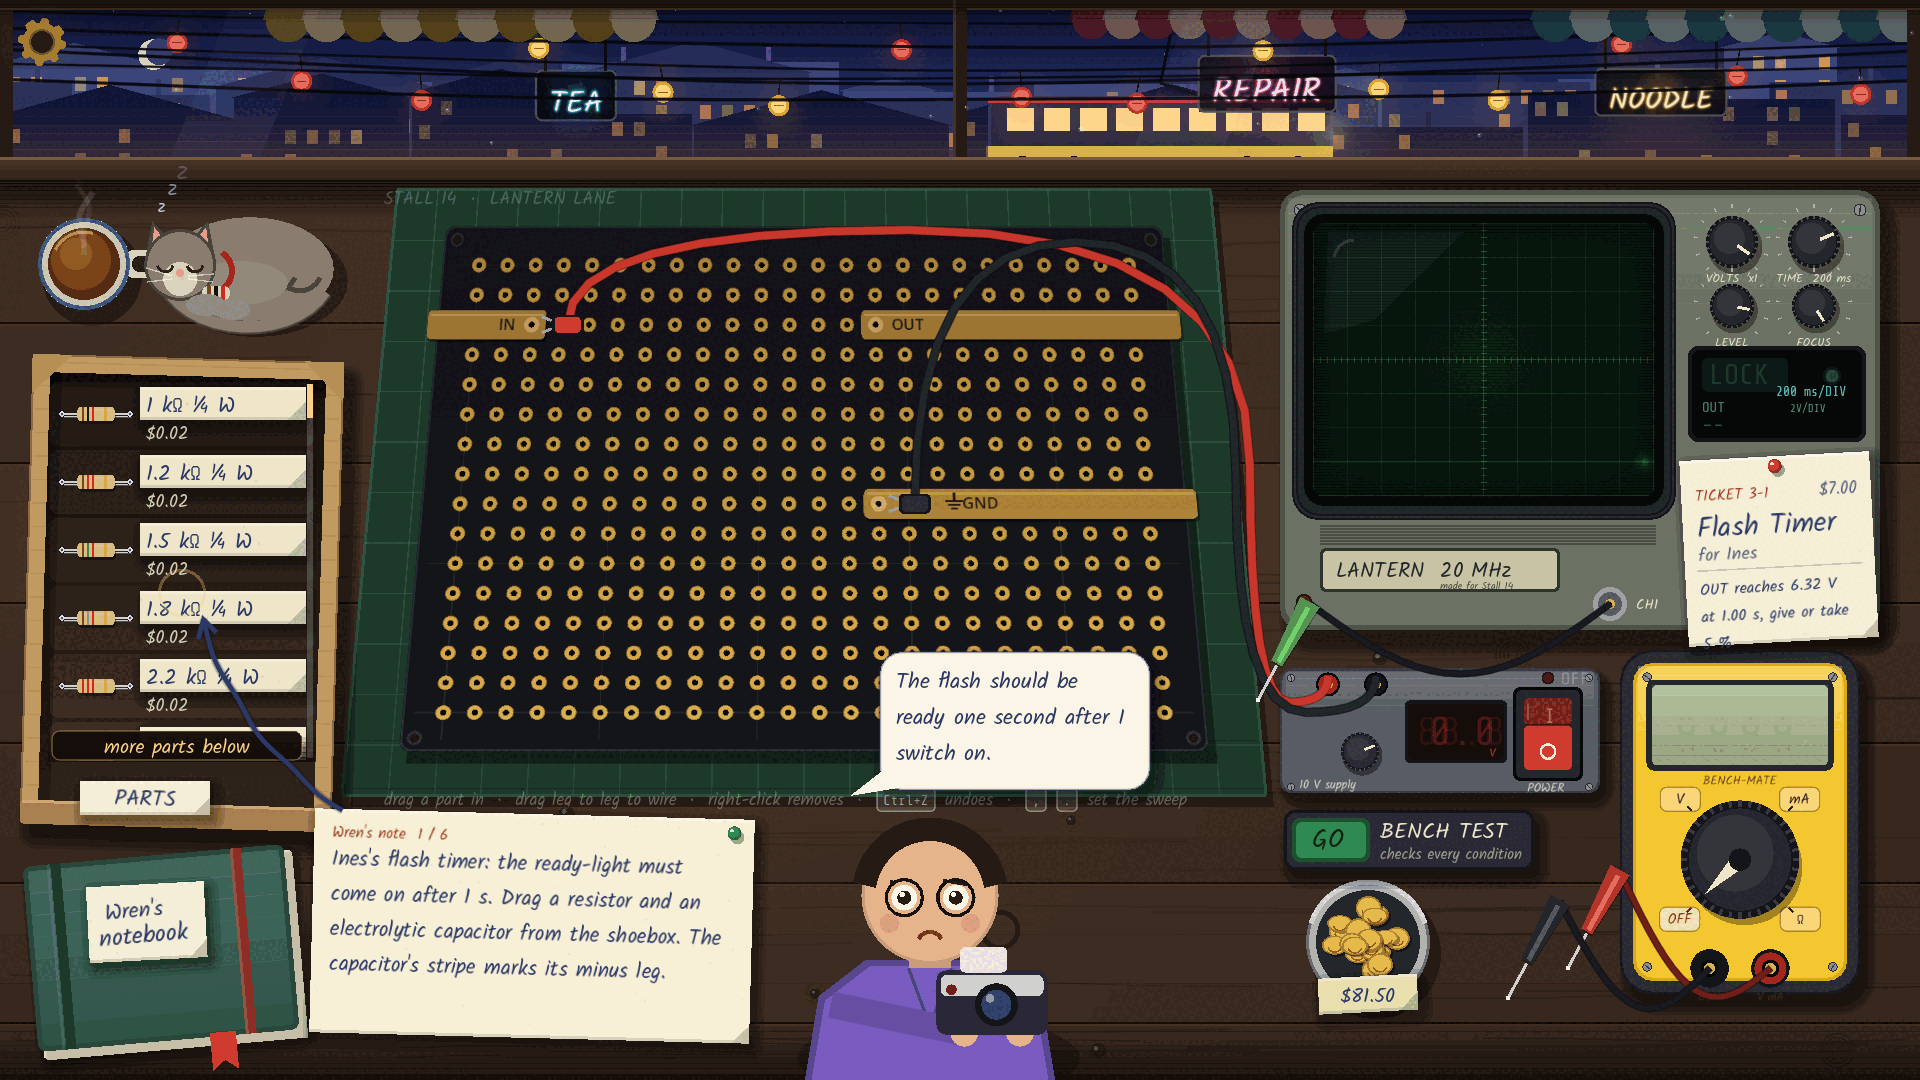 TEA
REPAIR
NOODLE
z
z
z
STALL 14 · LANTERN LANE
IN
OUT
GND
1 kΩ ¼ W
$0.02
1.2 kΩ ¼ W
$0.02
1.5 kΩ ¼ W
$0.02
1.8 kΩ ¼ W
$0.02
2.2 kΩ ¼ W
$0.02
more parts below
PARTS
VOLTS x1
TIME 200 ms
LEVEL
FOCUS
LOCK
200 ms/DIV
OUT
2V/DIV
--
LANTERN 20 MHz
made for Stall 14
CH1
TICKET 3-1
$7.00
Flash Timer
for Ines
OUT reaches 6.32 V
at 1.00 s, give or take
5 %
The flash should be
ready one second after I
switch on.
drag a part in · drag leg to leg to wire · right-click removes · Ctrl+Z undoes · , . set the sweep
OFF
0.0
V
I
10 V supply
POWER
GO
BENCH TEST
checks every condition
BENCH-MATE
V
mA
OFF
Ω
$81.50
Wren's
notebook
Wren's note 1 / 6
Ines's flash timer: the ready-light must
come on after 1 s. Drag a resistor and an
electrolytic capacitor from the shoebox. The
capacitor's stripe marks its minus leg.